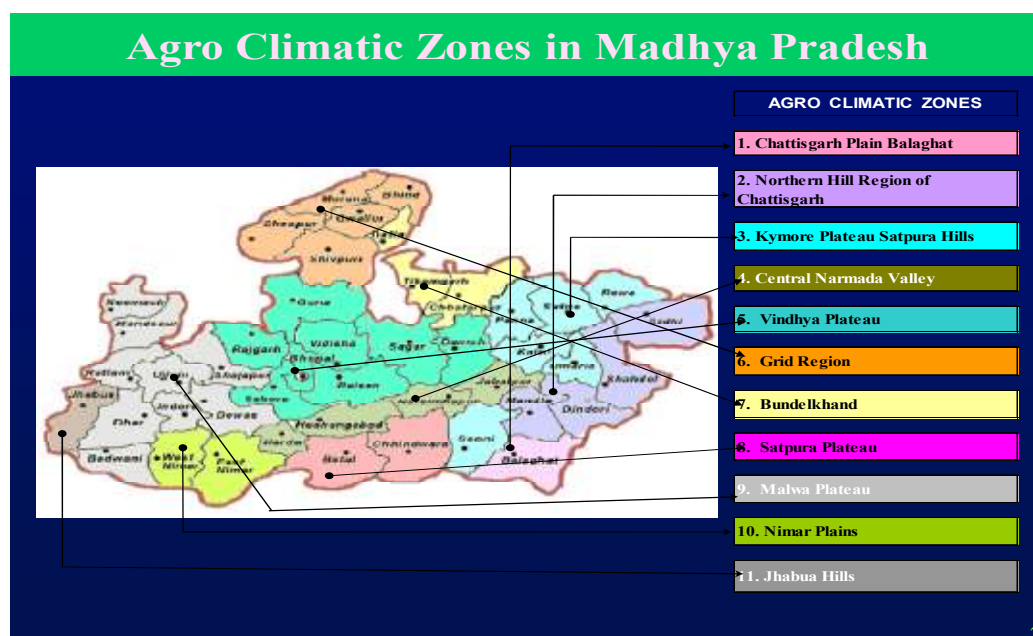 Agro Climatic Zones in Madhya Pradesh
AGRO CLIMATIC ZONES
1. Chattisgarh Plain Balaghat
2. Northern Hill Region of
Chattisgarh
3. Kymore Plateau Satpura Hills
4. Central Narmada Valley
5. Vindhya Plateau
6. Grid Region
7. Bundelkhand
8. Satpura Plateau
9. Malwa Plateau
10. Nimar Plains
11. Jhabua Hills
Morena
Bhind
Gwalior
Sheopur
Datia
Shivpuri
Tikamgarh
Chhatarpur
Rewa
Satna
Panna
Sidhi
Guna
Neemuch
Mandsaur
Rajgarh
Vidisha
Sagar
Damoh
Katni
Umaria
Shahdol
Bhopal
Ratlam
Ujjain
Shajapur
Raisen
Jabalpur
Jhabua
Sehore
Mandla
Dindori
Indore
Dewas
Dhar
Hoshangabad
Harda
Chhindwara
Seoni
Badwani
West
Nimar
East
Nimar
Betul
Balaghat